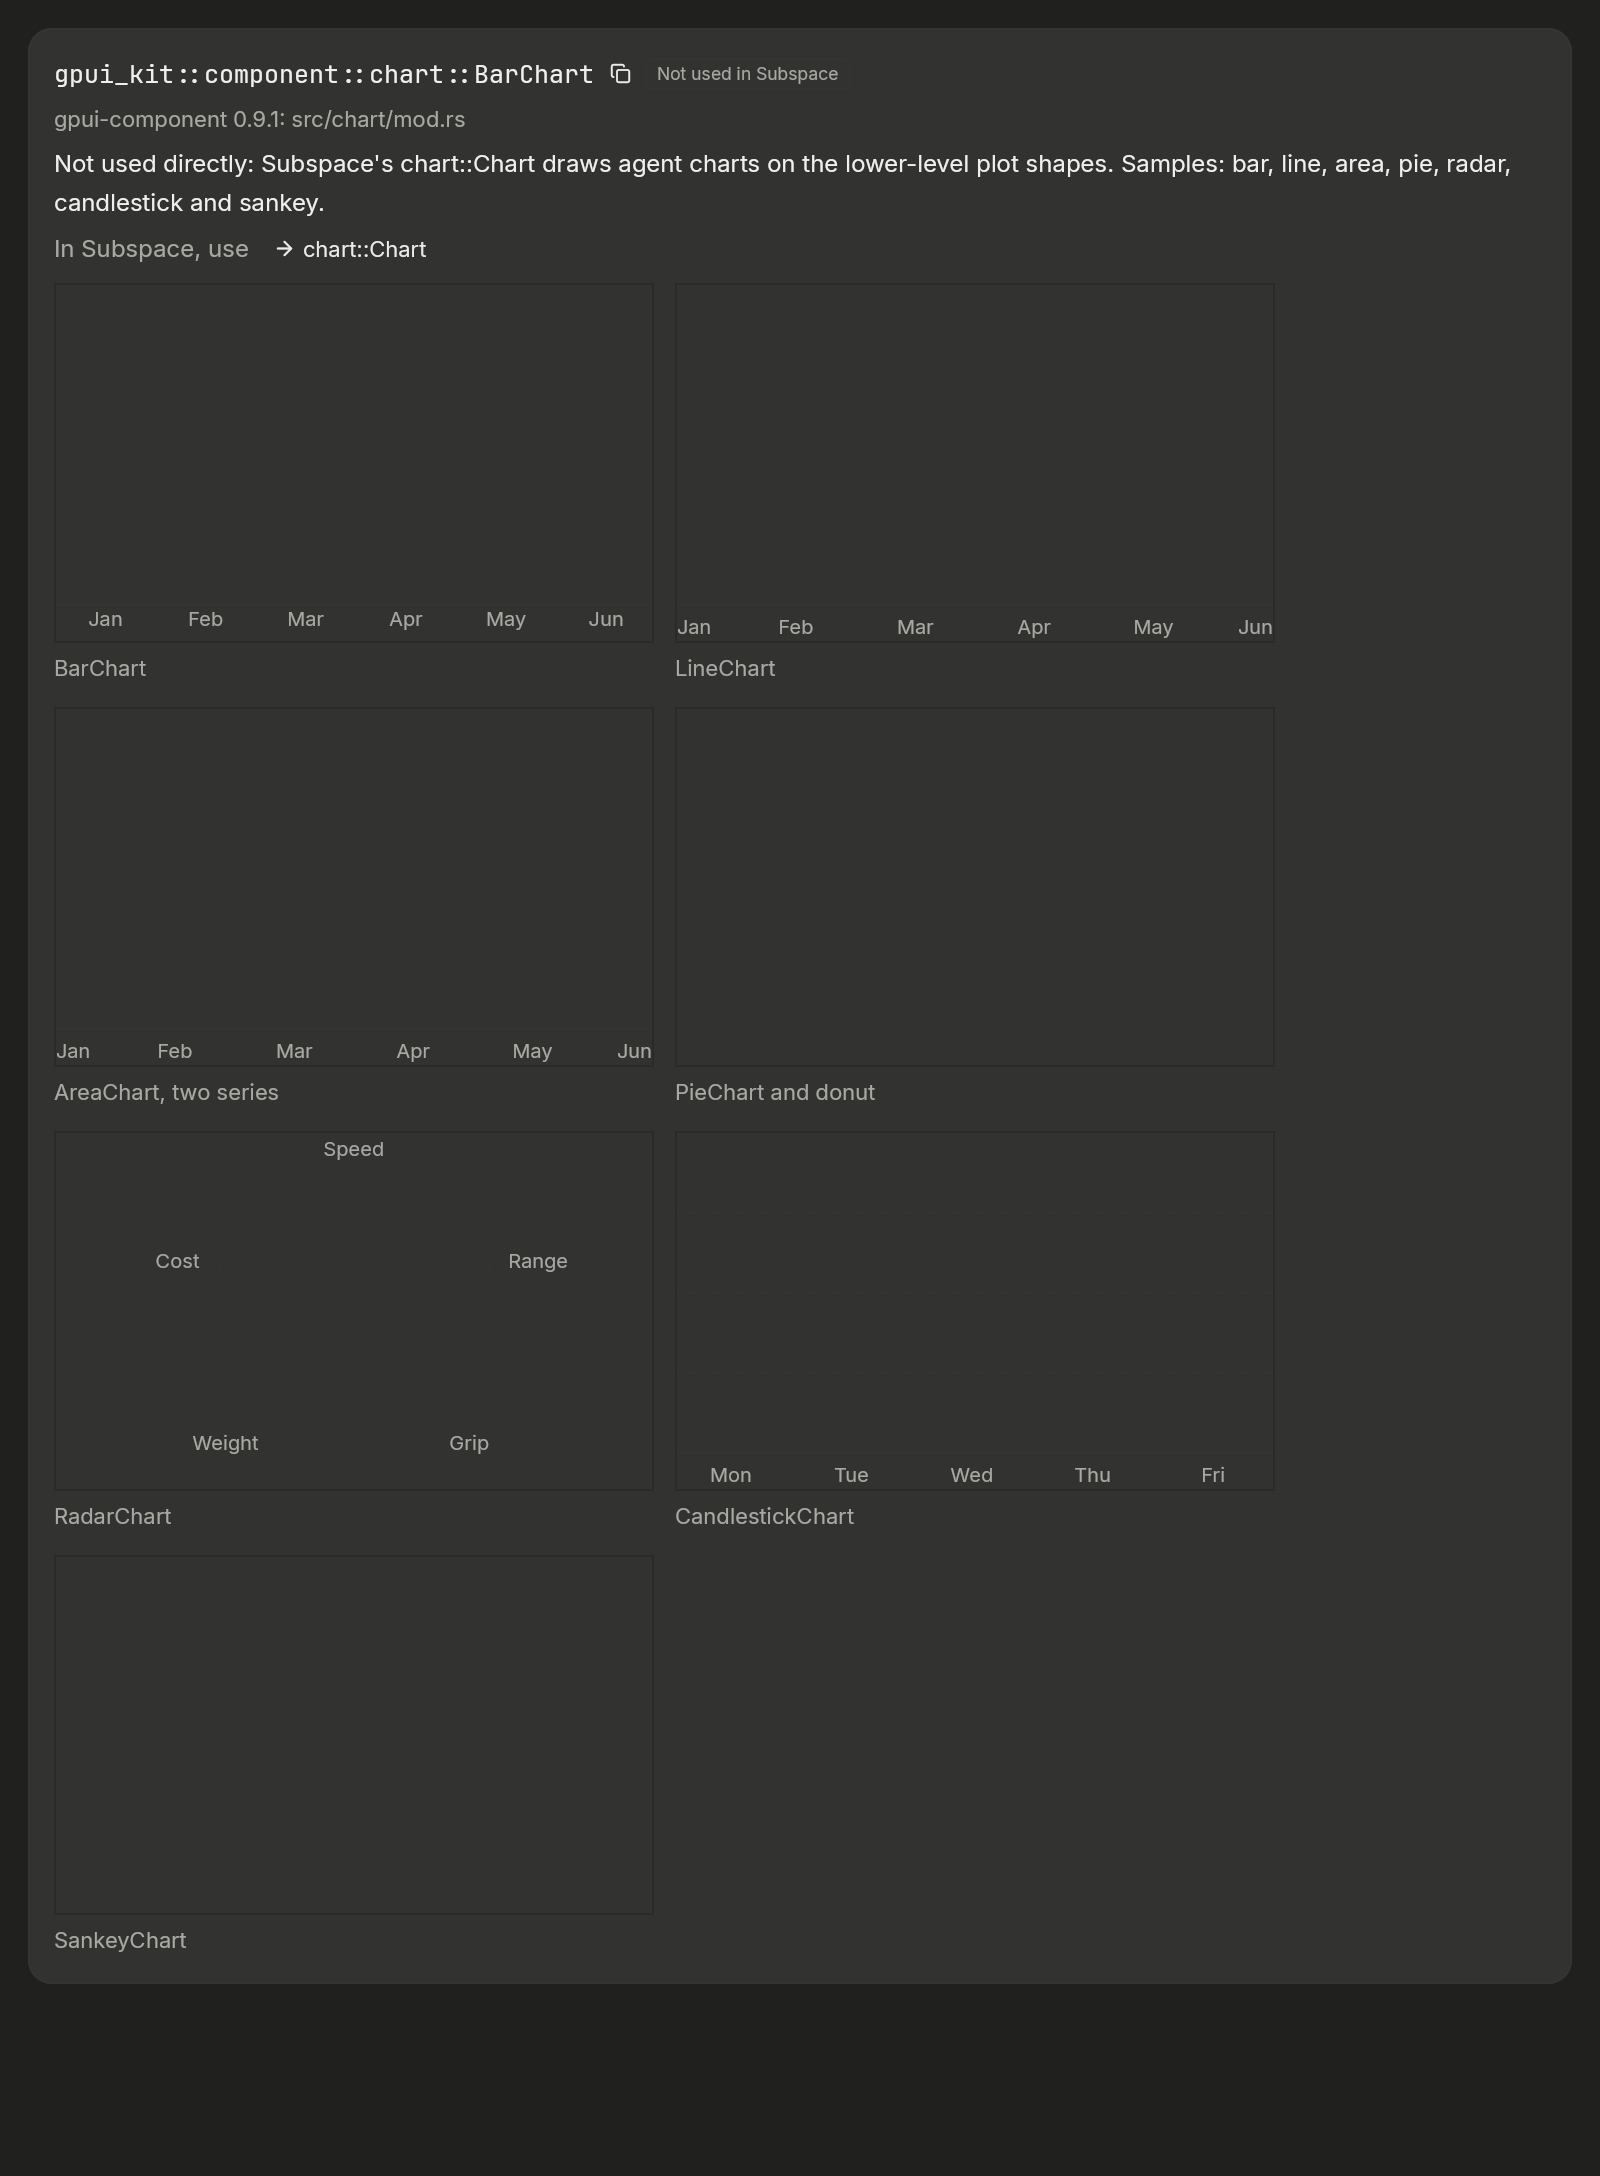 gpui_kit::component::chart::BarChart Not used in Subspace
gpui-component 0.9.1: src/chart/mod.rs
Not used directly: Subspace's chart::Chart draws agent charts on the lower-level plot shapes. Samples: bar, line, area, pie, radar,
candlestick and sankey.
In Subspace, use → chart::Chart
Jan Feb Mar Apr May Jun
BarChart
Jan Feb Mar Apr May Jun
LineChart
Jan Feb Mar Apr May Jun
AreaChart, two series
PieChart and donut
Speed
Cost Range
Weight Grip
RadarChart
Mon Tue Wed Thu Fri
CandlestickChart
SankeyChart